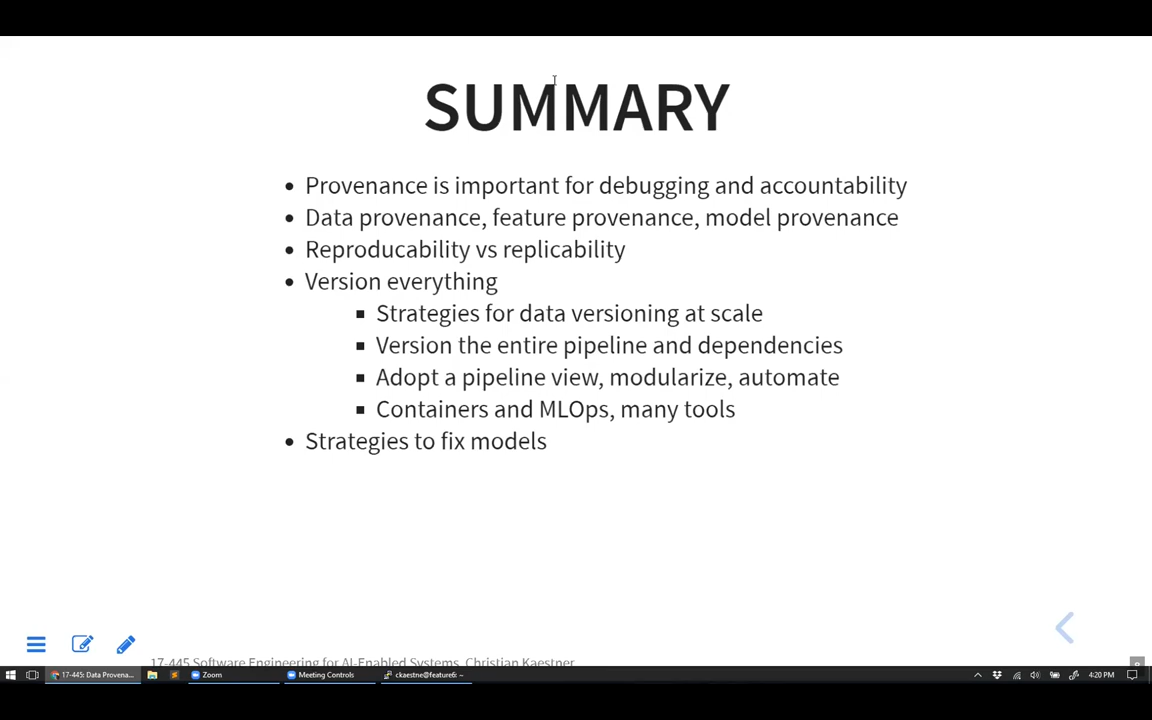 SUMMARY
Provenance is important for debugging and accountability
Data provenance, feature provenance, model provenance
Reproducability vs replicability
Version everything
Strategies for data versioning at scale
Version the entire pipeline and dependencies
Adopt a pipeline view, modularize, automate
Containers and MLOps, many tools
Strategies to fix models
17-445 Software Engineering for AI-Enabled Systems, Christian Kaestner
17-445: Data Provena...
Zoom
Meeting Controls
ckaestne@feature6: ~
4:20 PM